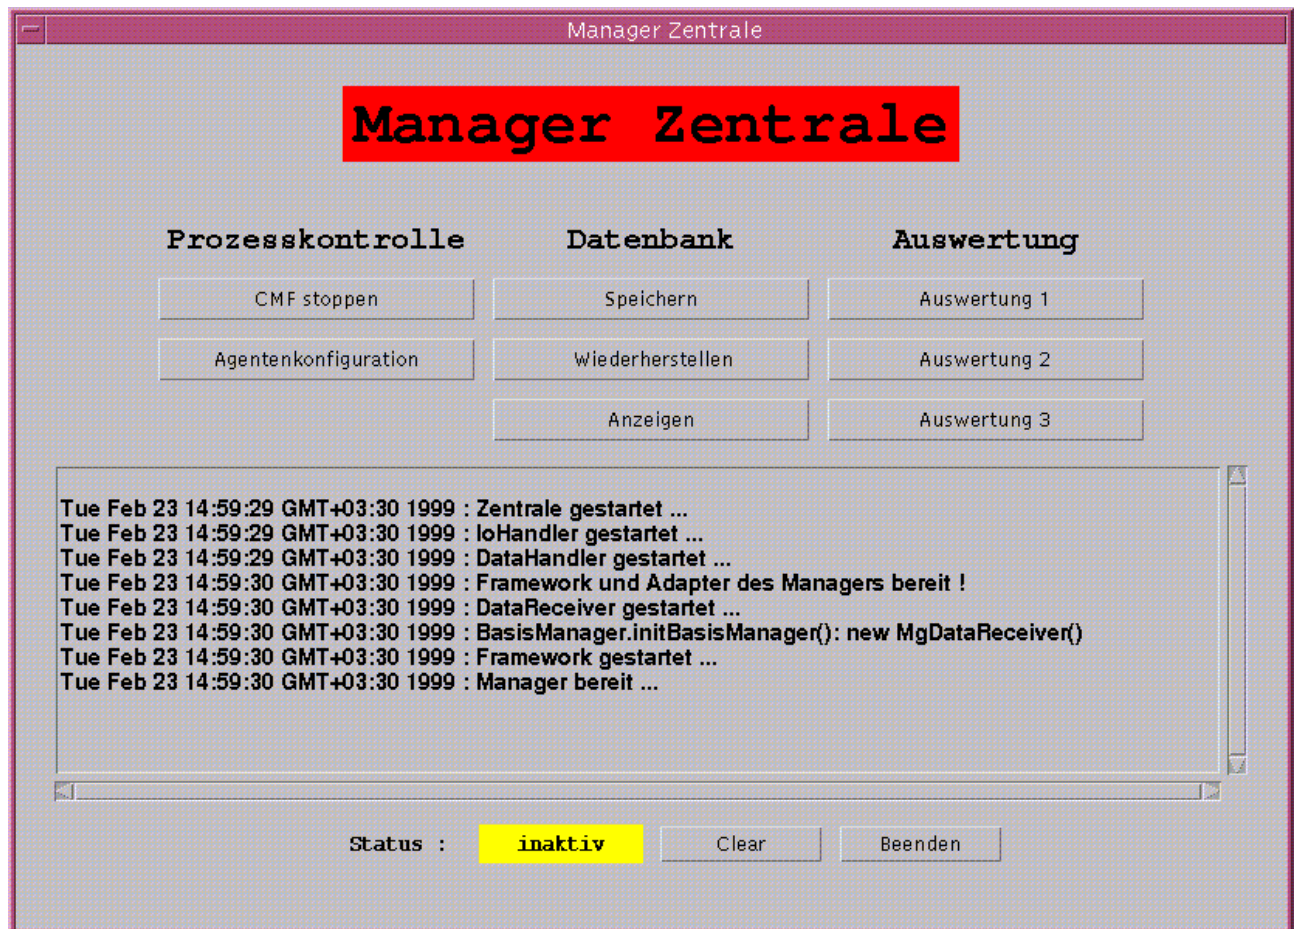 Manager Zentrale
Manager Zentrale
Prozesskontrolle Datenbank Auswertung
CMF stoppen Speichern Auswertung 1
Agentenkonfiguration Wiederherstellen Auswertung 2
Anzeigen Auswertung 3
Tue Feb 23 14:59:29 GMT+03:30 1999 : Zentrale gestartet ...
Tue Feb 23 14:59:29 GMT+03:30 1999 : IoHandler gestartet ...
Tue Feb 23 14:59:29 GMT+03:30 1999 : DataHandler gestartet ...
Tue Feb 23 14:59:30 GMT+03:30 1999 : Framework und Adapter des Managers bereit !
Tue Feb 23 14:59:30 GMT+03:30 1999 : DataReceiver gestartet ...
Tue Feb 23 14:59:30 GMT+03:30 1999 : BasisManager.initBasisManager(): new MgDataReceiver()
Tue Feb 23 14:59:30 GMT+03:30 1999 : Framework gestartet ...
Tue Feb 23 14:59:30 GMT+03:30 1999 : Manager bereit ...
Status : inaktiv Clear Beenden